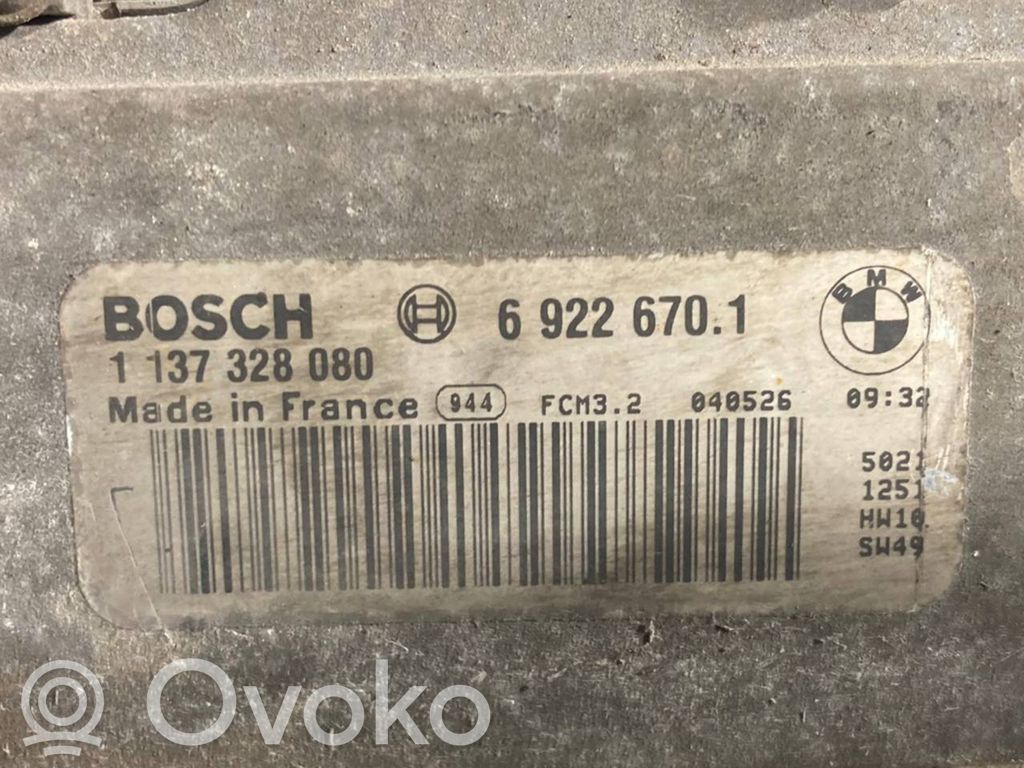 BOSCH 6 922 670.1 BMW
1 137 328 080
Made in France 944 FCM3.2 040526 09:32
5021
1251
HW10
SW49
Ovoko